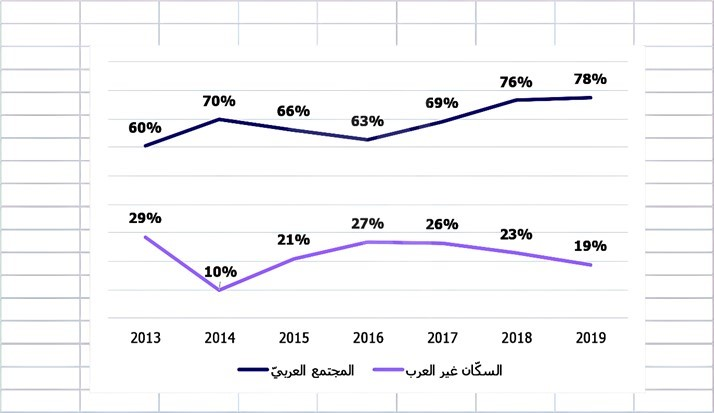 60% 70% 66% 63% 69% 76% 78%
29% 10% 21% 27% 26% 23% 19%
2013 2014 2015 2016 2017 2018 2019
المجتمع العربيّ السكّان غير العرب